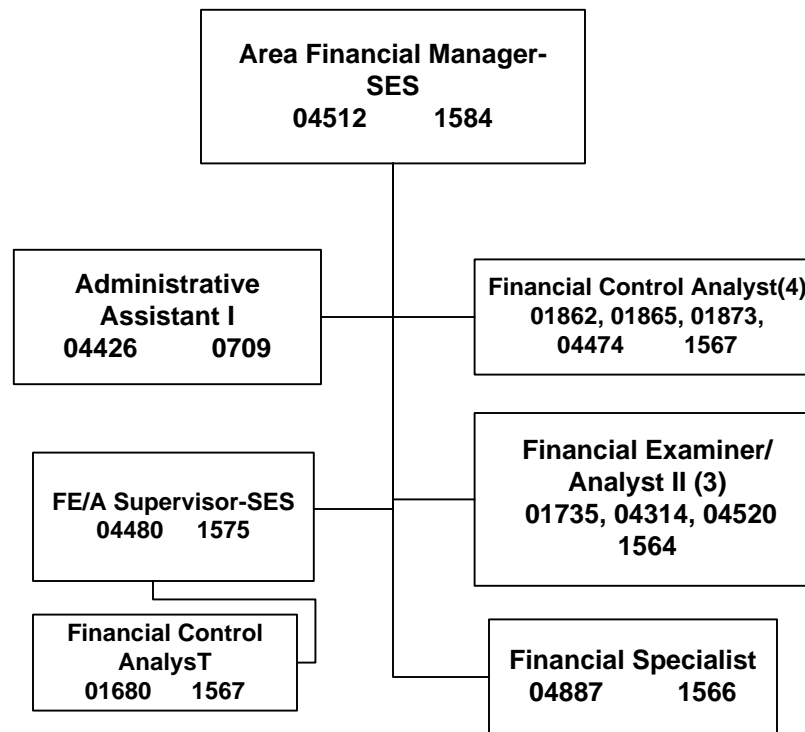 Area Financial Manager-
SES
04512 1584
Administrative
Assistant I
04426 0709
Financial Control Analyst(4)
01862, 01865, 01873,
04474 1567
FE/A Supervisor-SES
04480 1575
Financial Examiner/
Analyst II (3)
01735, 04314, 04520
1564
Financial Control
AnalysT
01680 1567
Financial Specialist
04887 1566